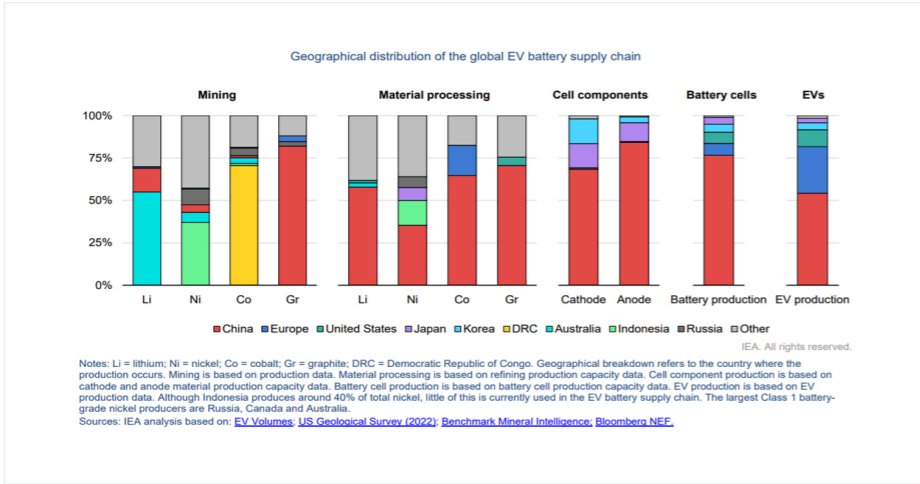 Geographical distribution of the global EV battery supply chain
Mining Material processing Cell components Battery cells EVs
100%
75%
50%
25%
0%
Li Ni Co Gr Li Ni Co Gr Cathode Anode Battery production EV production
China Europe United States Japan Korea DRC Australia Indonesia Russia Other
IEA. All rights reserved.
Notes: Li = lithium; Ni = nickel; Co = cobalt; Gr = graphite; DRC = Democratic Republic of Congo. Geographical breakdown refers to the country where the
production occurs. Mining is based on production data. Material processing is based on refining production capacity data. Cell component production is based on
cathode and anode material production capacity data. Battery cell production is based on battery cell production capacity data. EV production is based on EV
production data. Although Indonesia produces around 40% of total nickel, little of this is currently used in the EV battery supply chain. The largest Class 1 battery-
grade nickel producers are Russia, Canada and Australia.
Sources: IEA analysis based on: EV Volumes; US Geological Survey (2022); Benchmark Mineral Intelligence; Bloomberg NEF.